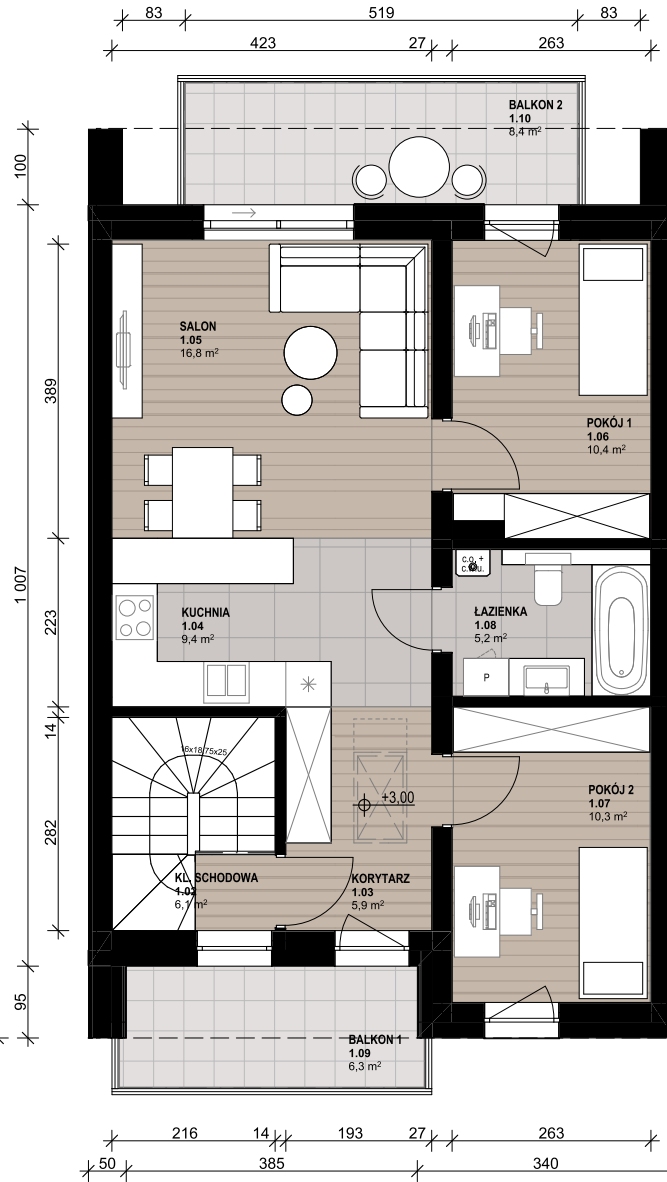 83 519 83
423 27 263
BALKON 2
1.10
8,4 m²
100
SALON
1.05
16,8 m²
389
POKÓJ 1
1.06
10,4 m²
1 007
c.o. +
c.w.u.
KUCHNIA
1.04
9,4 m²
ŁAZIENKA
1.08
5,2 m²
223
P
14
16x18,75x25
+3,00
POKÓJ 2
1.07
10,3 m²
282
KL. SCHODOWA
1.02
6,1 m²
KORYTARZ
1.03
5,9 m²
95
BALKON 1
1.09
6,3 m²
216 14 193 27 263
50 385 340